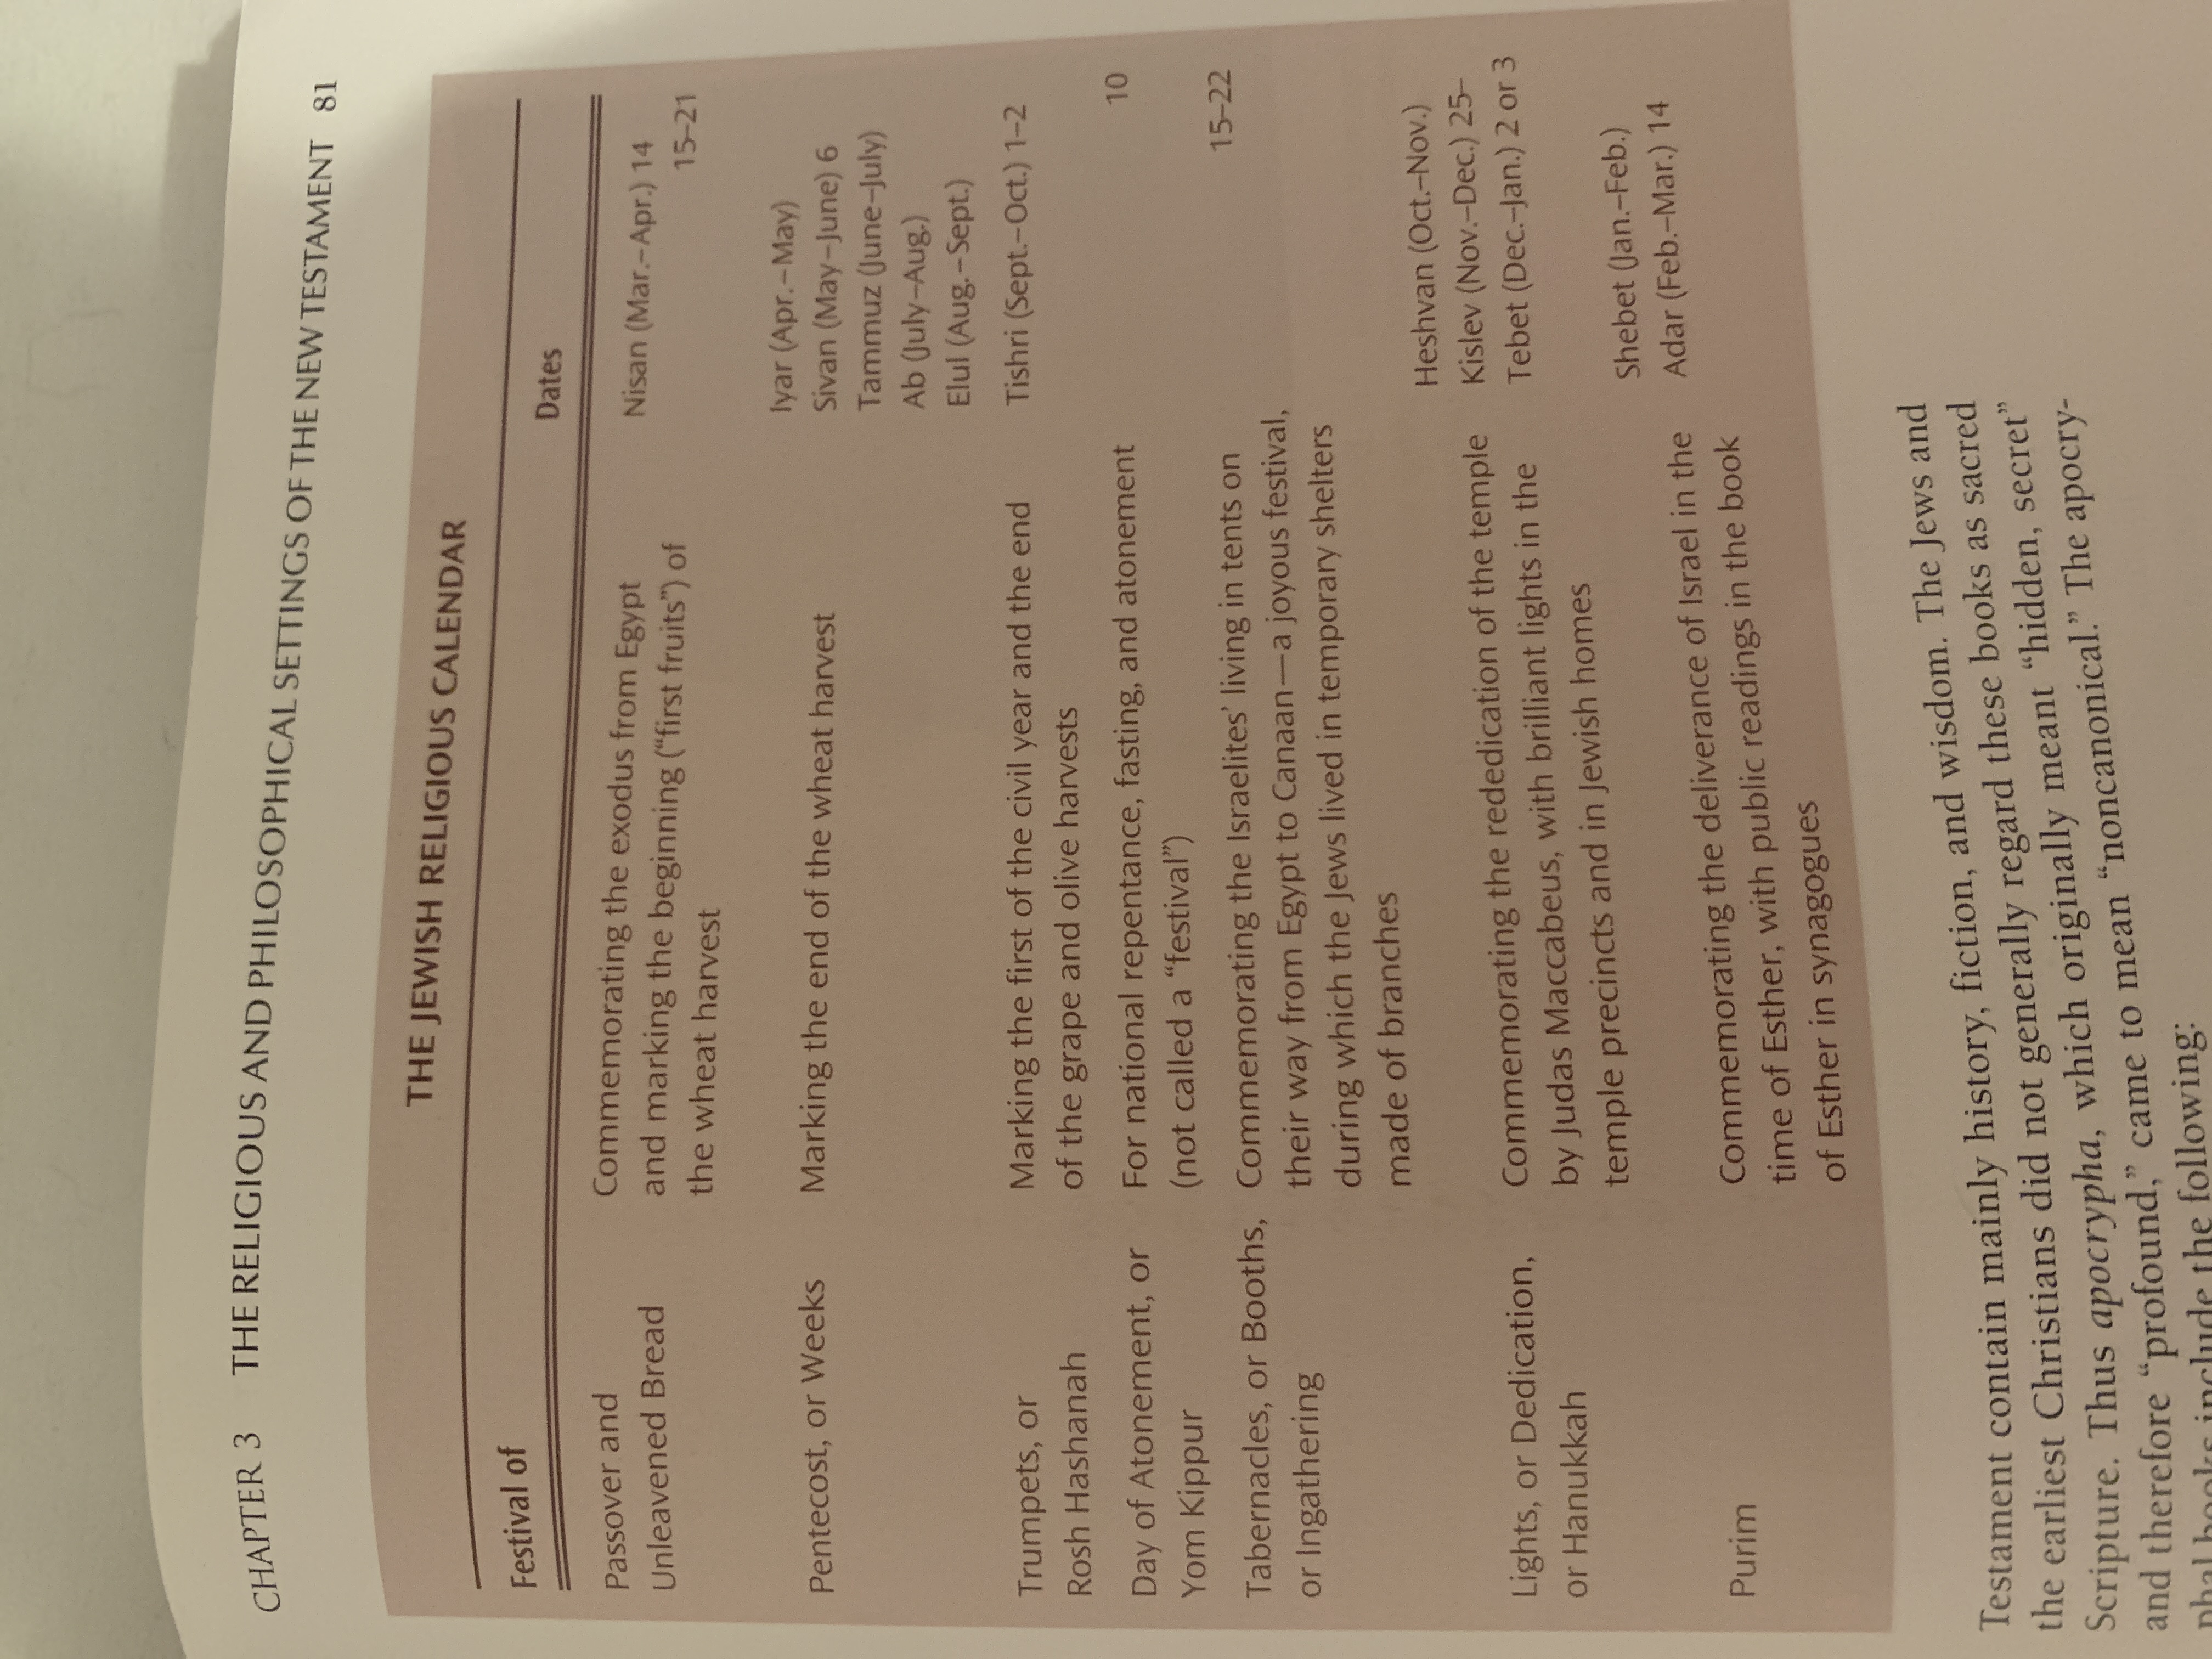 CHAPTER 3 THE RELIGIOUS AND PHILOSOPHICAL SETTINGS OF THE NEW TESTAMENT 81
THE JEWISH RELIGIOUS CALENDAR
Festival of
Dates
Passover and
Unleavened Bread
Commemorating the exodus from Egypt
and marking the beginning (“first fruits”) of
the wheat harvest
Nisan (Mar.–Apr.) 14
15–21
Pentecost, or Weeks
Marking the end of the wheat harvest
Iyar (Apr.–May)
Sivan (May–June) 6
Tammuz (June–July)
Ab (July–Aug.)
Elul (Aug.–Sept.)
Trumpets, or
Rosh Hashanah
Marking the first of the civil year and the end
of the grape and olive harvests
Tishri (Sept.–Oct.) 1–2
Day of Atonement, or
Yom Kippur
For national repentance, fasting, and atonement
(not called a “festival”)
10
Tabernacles, or Booths,
or Ingathering
Commemorating the Israelites’ living in tents on
their way from Egypt to Canaan—a joyous festival,
during which the Jews lived in temporary shelters
made of branches
15–22
Lights, or Dedication,
or Hanukkah
Commemorating the rededication of the temple
by Judas Maccabeus, with brilliant lights in the
temple precincts and in Jewish homes
Heshvan (Oct.–Nov.)
Kislev (Nov.–Dec.) 25–
Tebet (Dec.–Jan.) 2 or 3
Purim
Commemorating the deliverance of Israel in the
time of Esther, with public readings in the book
of Esther in synagogues
Shebet (Jan.–Feb.)
Adar (Feb.–Mar.) 14
Testament contain mainly history, fiction, and wisdom. The Jews and
the earliest Christians did not generally regard these books as sacred
Scripture. Thus apocrypha, which originally meant “hidden, secret”
and therefore “profound,” came to mean “noncanonical.” The apocry-
phal books include the following: